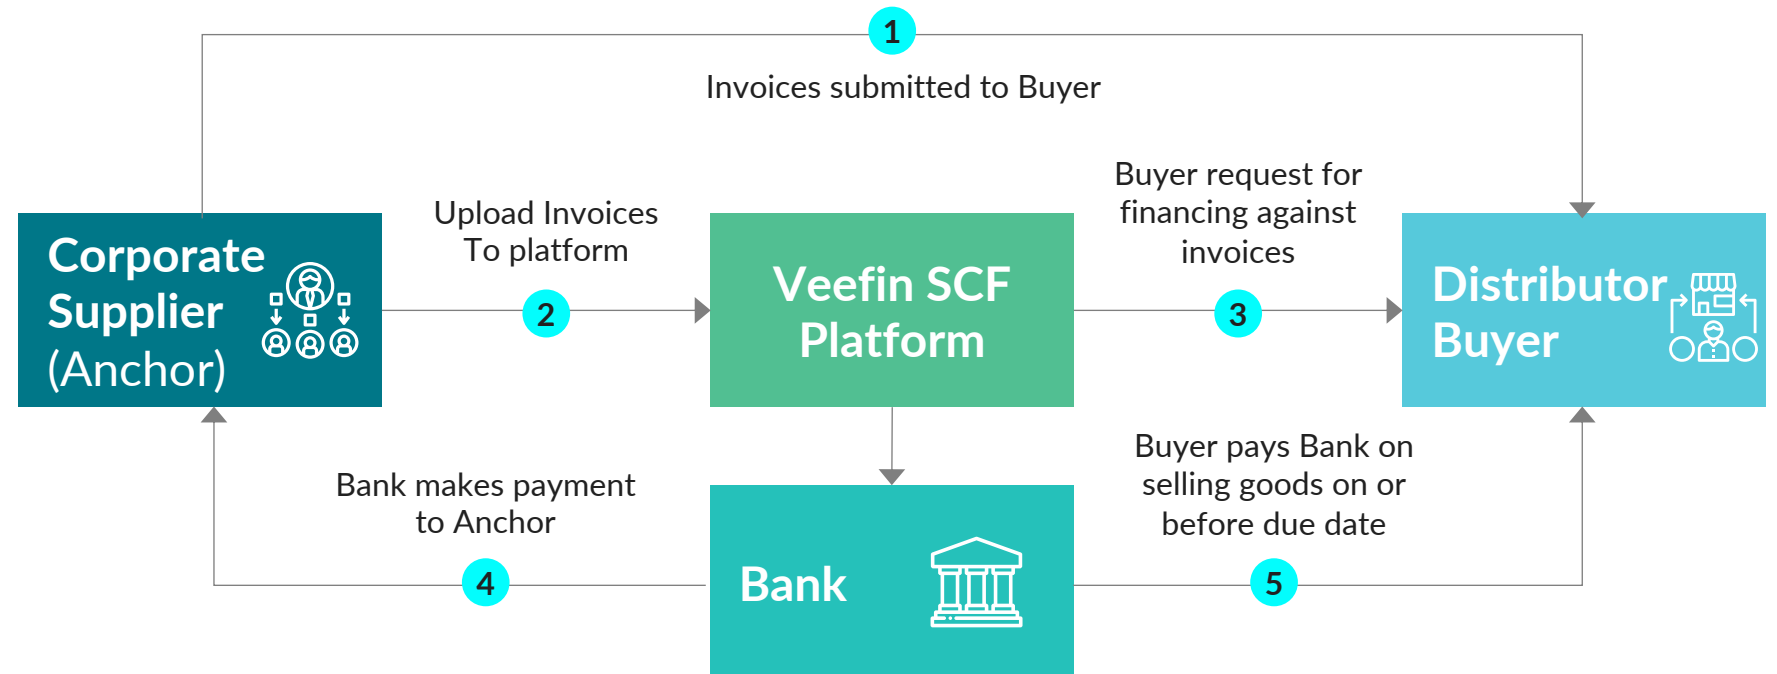 1
Invoices submitted to Buyer
Corporate
Supplier
(Anchor)
Upload Invoices
To platform
2
Veefin SCF
Platform
Buyer request for
financing against
invoices
3
Distributor
Buyer
Bank makes payment
to Anchor
4
Bank
Buyer pays Bank on
selling goods on or
before due date
5